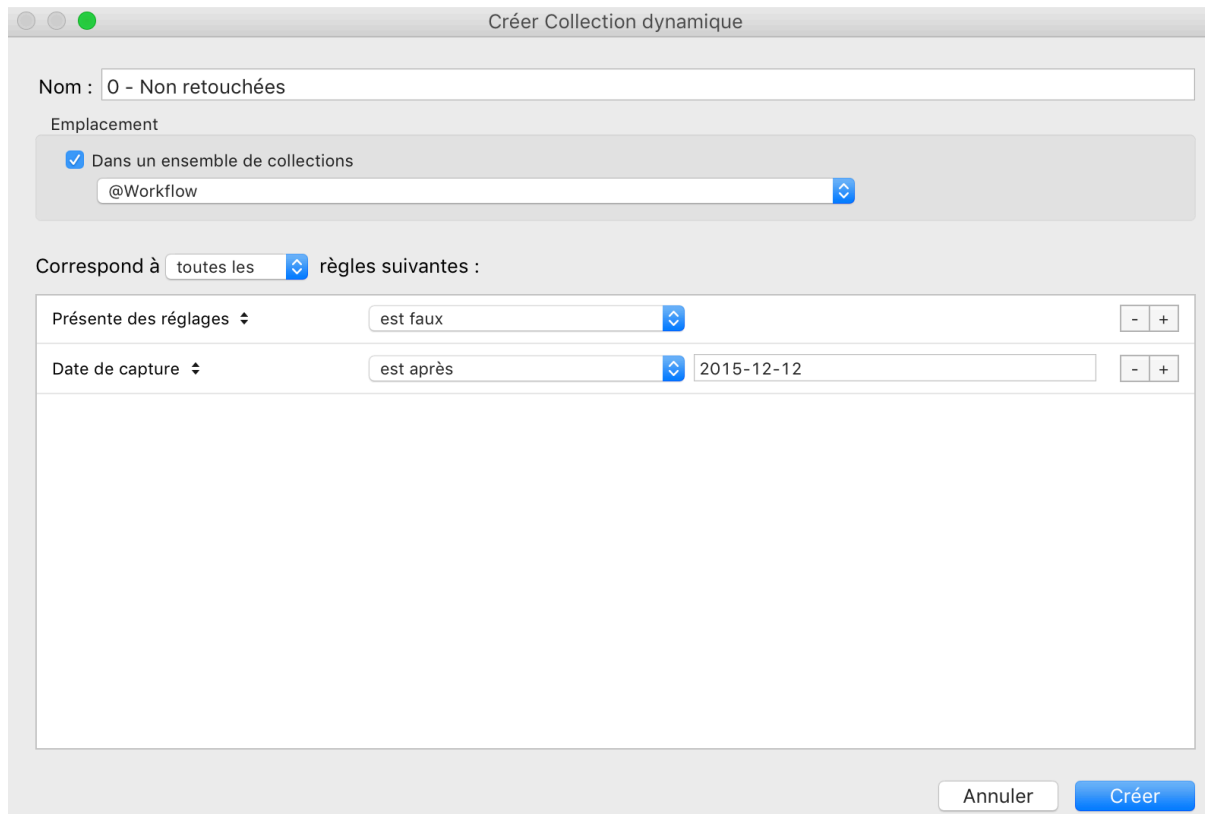 Créer Collection dynamique
Nom : 0 - Non retouchées
Emplacement
Dans un ensemble de collections
@Workflow
Correspond à toutes les règles suivantes :
Présente des réglages est faux - +
Date de capture est après 2015-12-12 - +
Annuler Créer